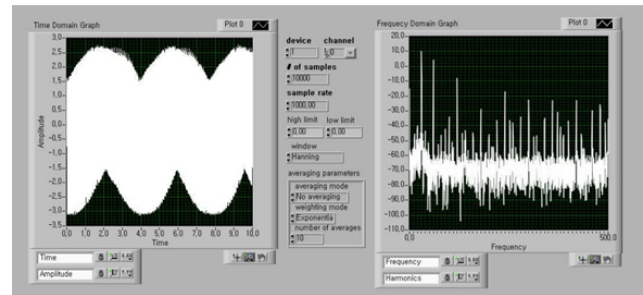 Time Domain Graph
Plot 0
3,5
3,0
2,5
2,0
1,5
1,0
0,5
0,0
-0,5
-1,0
-1,5
-2,0
-2,5
-3,0
-3,5
Amplitude
0,0 1,0 2,0 3,0 4,0 5,0 6,0 7,0 8,0 9,0 10,0
Time
Time
Amplitude
device channel
1 0
# of samples
10000
sample rate
1000,00
high limit low limit
0,00 0,00
window
Hanning
averaging parameters
averaging mode
No averaging
weighting mode
Exponentia
number of averages
10
Frequecy Domain Graph
Plot 0
20,0
10,0
0,0
-10,0
-20,0
-30,0
-40,0
-50,0
-60,0
-70,0
-80,0
-90,0
-100,0
-110,0
0,0 500,0
Frequency
Frequency
Harmonics